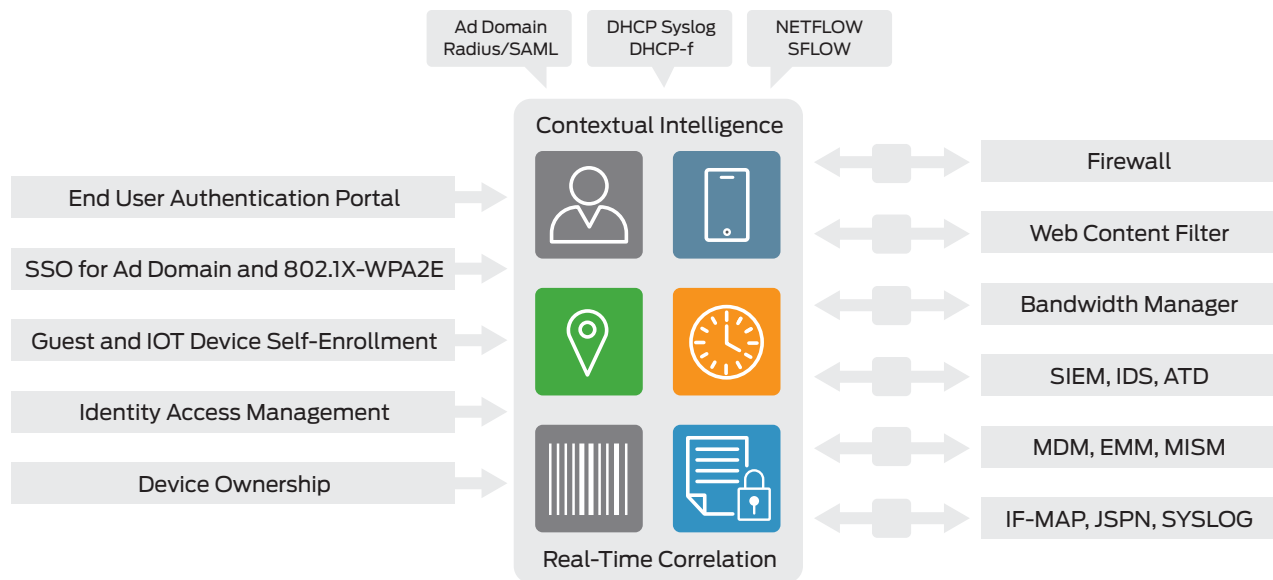 Ad Domain
Radius/SAML
DHCP Syslog
DHCP-f
NETFLOW
SFLOW
Contextual Intelligence
End User Authentication Portal
SSO for Ad Domain and 802.1X-WPA2E
Guest and IOT Device Self-Enrollment
Identity Access Management
Device Ownership
Firewall
Web Content Filter
Bandwidth Manager
SIEM, IDS, ATD
MDM, EMM, MISM
IF-MAP, JSPN, SYSLOG
Real-Time Correlation